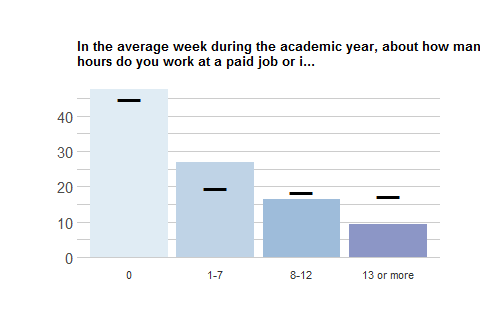 In the average week during the academic year, about how man
hours do you work at a paid job or i...
40
30
20
10
0
0 1-7 8-12 13 or more